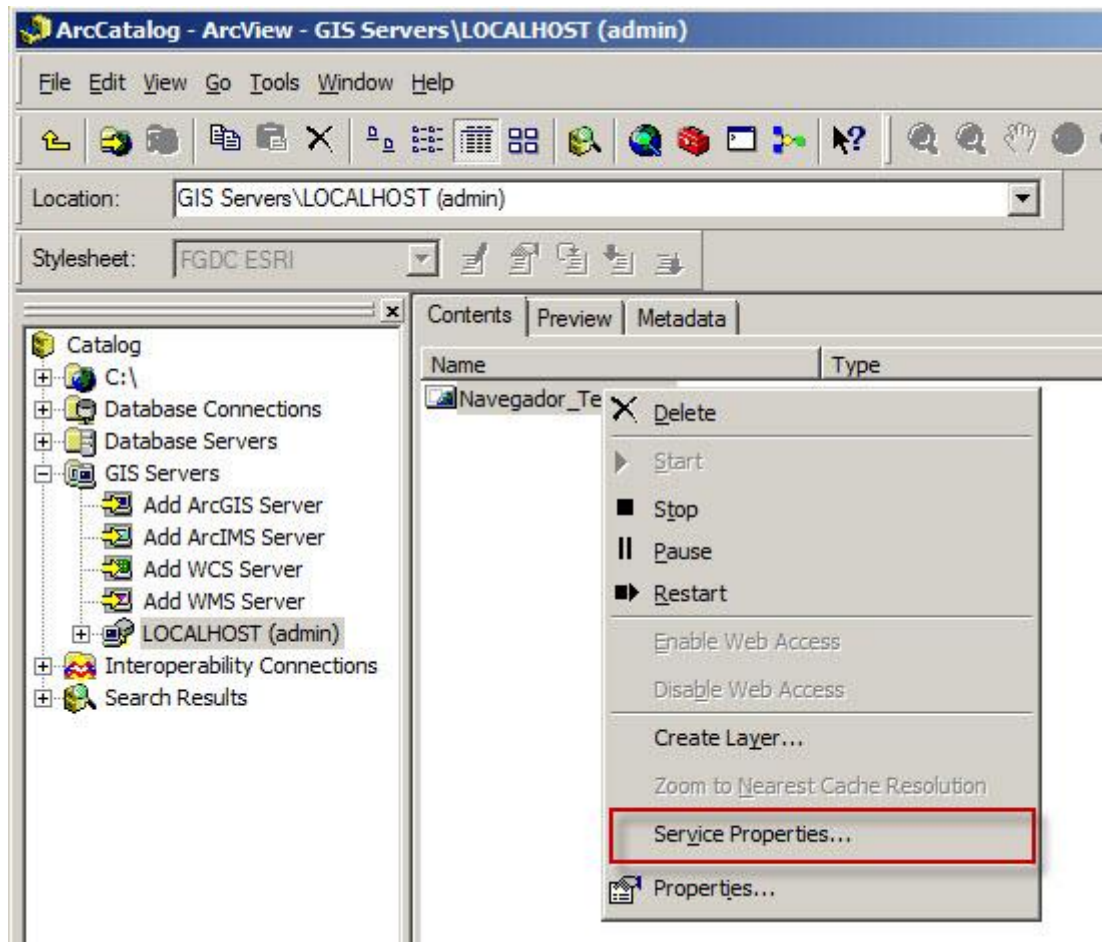 ArcCatalog - ArcView - GIS Servers\LOCALHOST (admin)
File Edit View Go Tools Window Help
Location: GIS Servers\LOCALHOST (admin)
Stylesheet: FGDC ESRI
Contents Preview Metadata
Name Type
Catalog
C:\
Database Connections
Database Servers
GIS Servers
Add ArcGIS Server
Add ArcIMS Server
Add WCS Server
Add WMS Server
LOCALHOST (admin)
Interoperability Connections
Search Results
Navegador_Te
Delete
Start
Stop
Pause
Restart
Enable Web Access
Disable Web Access
Create Layer...
Zoom to Nearest Cache Resolution
Service Properties...
Properties...